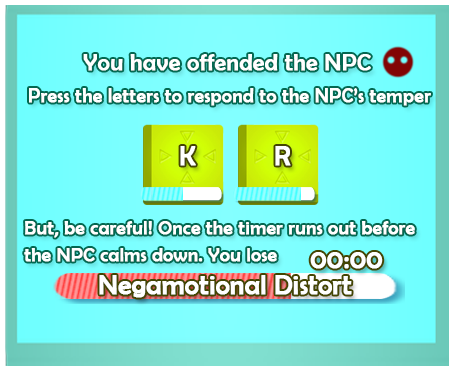 You have offended the NPC
Press the letters to respond to the NPC's temper
K R
But, be careful! Once the timer runs out before
the NPC calms down. You lose
00:00
Negamotional Distort